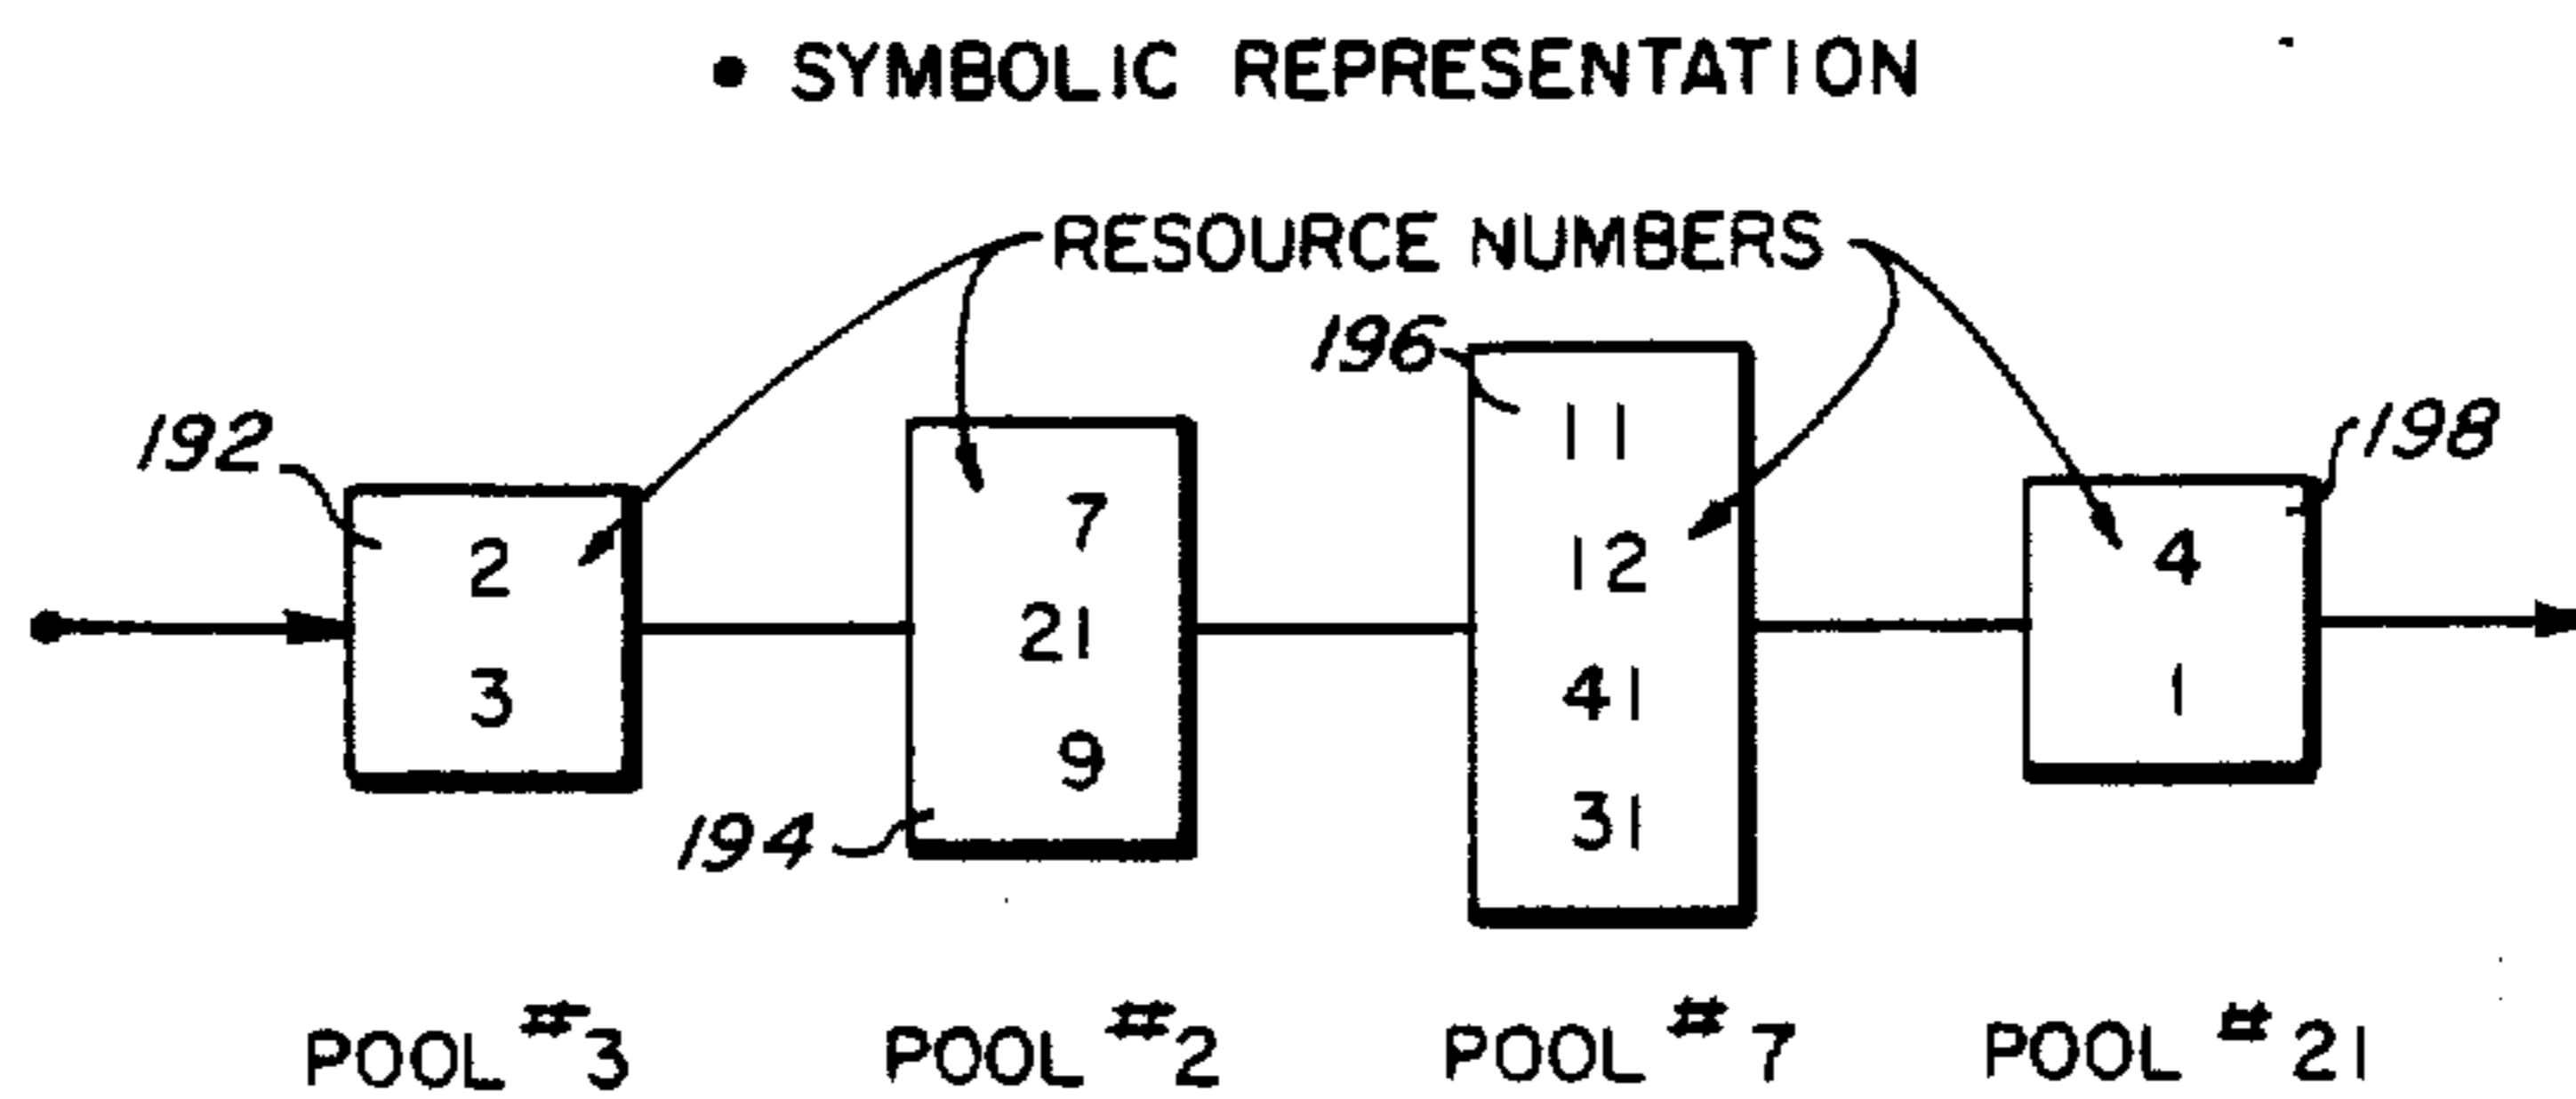 • SYMBOLIC REPRESENTATION
RESOURCE NUMBERS
192
2
3
194
7
21
9
196
11
12
41
31
198
4
1
POOL #3
POOL #2
POOL #7
POOL #21